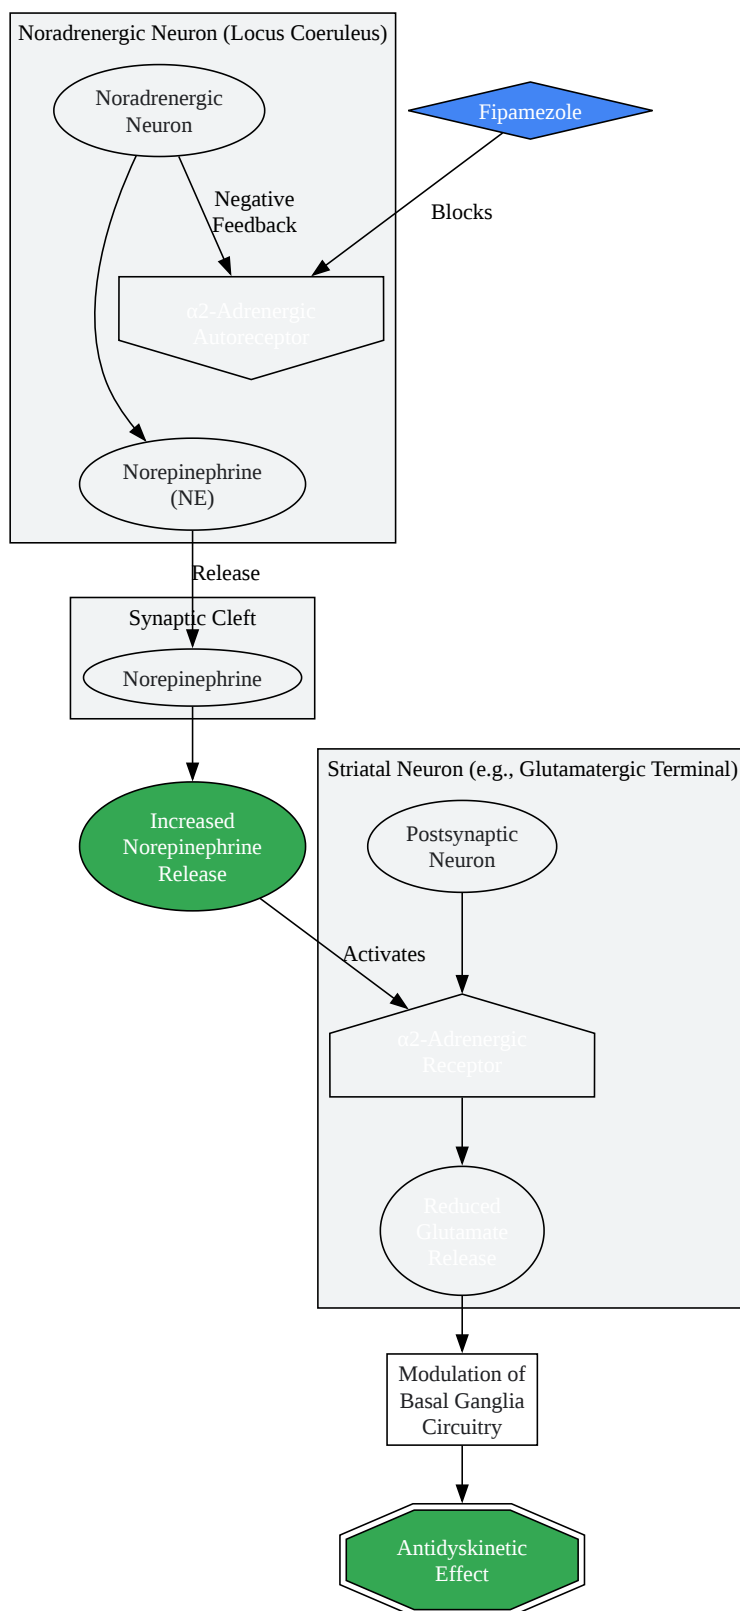 Noradrenergic Neuron (Locus Coeruleus)
Noradrenergic
Neuron
Fipamezole
Negative
Feedback
Blocks
α2-Adrenergic
Autoreceptor
Norepinephrine
(NE)
Release
Synaptic Cleft
Norepinephrine
Striatal Neuron (e.g., Glutamatergic Terminal)
Increased
Norepinephrine
Release
Postsynaptic
Neuron
Activates
α2-Adrenergic
Receptor
Reduced
Glutamate
Release
Modulation of
Basal Ganglia
Circuitry
Antidyskinetic
Effect